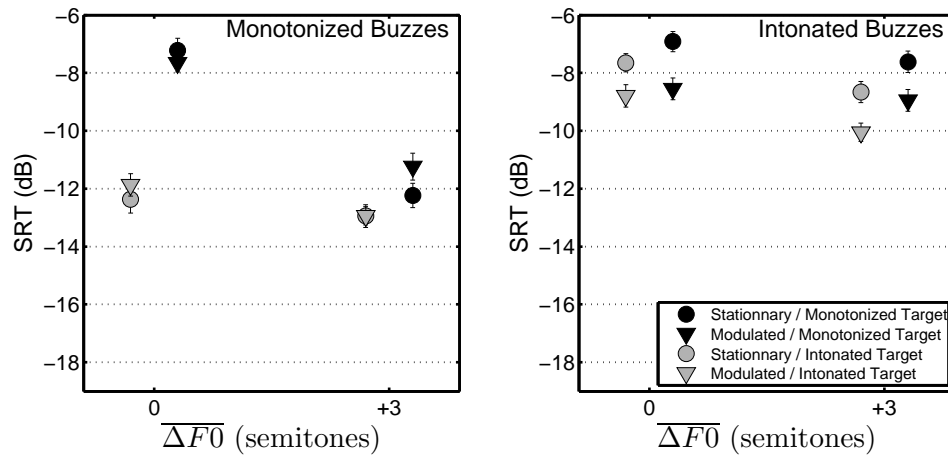 Monotonized Buzzes
SRT (dB)
−6
−8
−10
−12
−14
−16
−18
0 +3
ΔF0 (semitones)
Intonated Buzzes
SRT (dB)
−6
−8
−10
−12
−14
−16
−18
Stationnary / Monotonized Target
Modulated / Monotonized Target
Stationnary / Intonated Target
Modulated / Intonated Target
0 +3
ΔF0 (semitones)